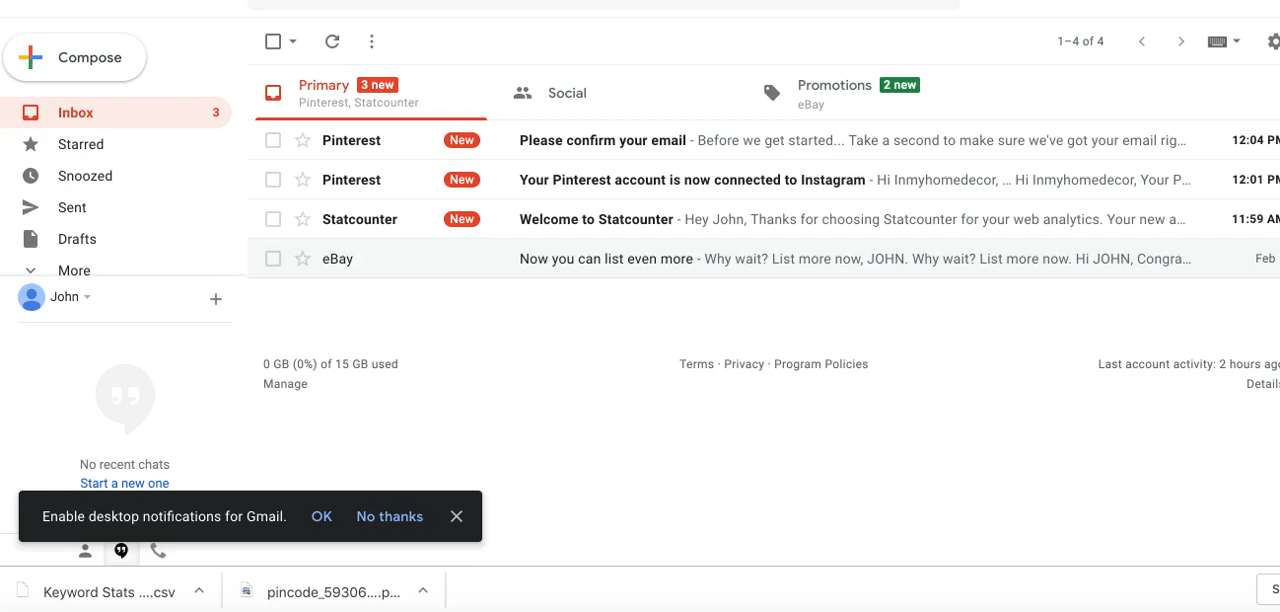 Compose
1–4 of 4
Inbox 3
Starred
Snoozed
Sent
Drafts
More
John
No recent chats
Start a new one
Primary 3 new
Pinterest, Statcounter
Social
Promotions 2 new
eBay
Pinterest New Please confirm your email - Before we get started... Take a second to make sure we've got your email rig... 12:04 PM
Pinterest New Your Pinterest account is now connected to Instagram - Hi Inmyhomedecor, ... Hi Inmyhomedecor, Your P... 12:01 PM
Statcounter New Welcome to Statcounter - Hey John, Thanks for choosing Statcounter for your web analytics. Your new a... 11:59 AM
eBay Now you can list even more - Why wait? List more now, JOHN. Why wait? List more now. Hi JOHN, Congra... Feb
0 GB (0%) of 15 GB used
Manage
Terms · Privacy · Program Policies
Last account activity: 2 hours ago
Details
Enable desktop notifications for Gmail. OK No thanks
Keyword Stats ....csv
pincode_59306....p...